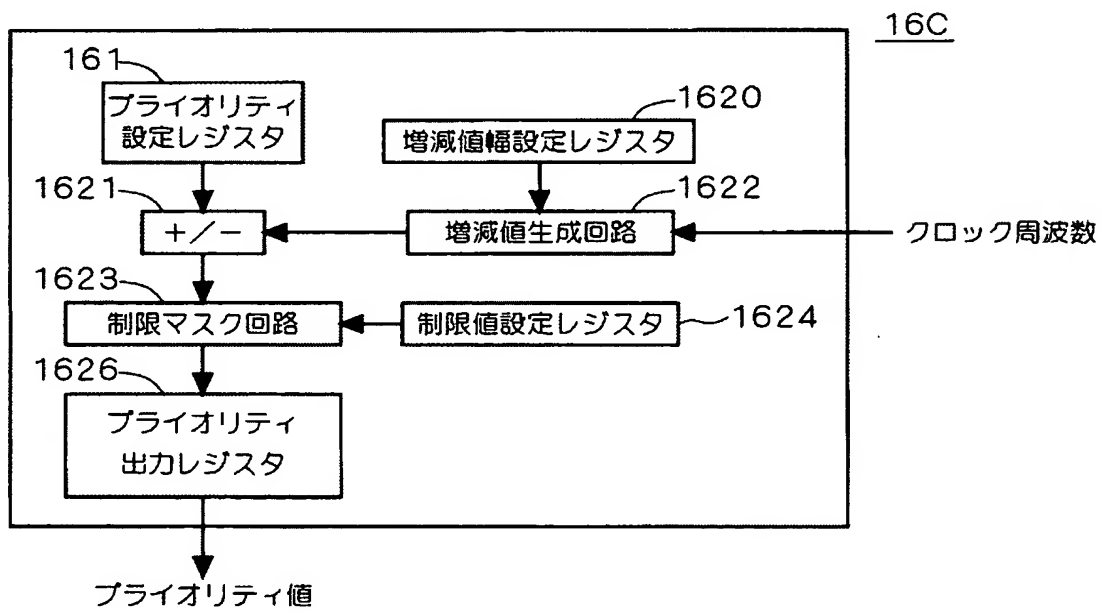 16C
161
プライオリティ
設定レジスタ
1620
増減値幅設定レジスタ
1621
+/−
1622
増減値生成回路
クロック周波数
1623
制限マスク回路
制限値設定レジスタ
1624
1626
プライオリティ
出力レジスタ
プライオリティ値